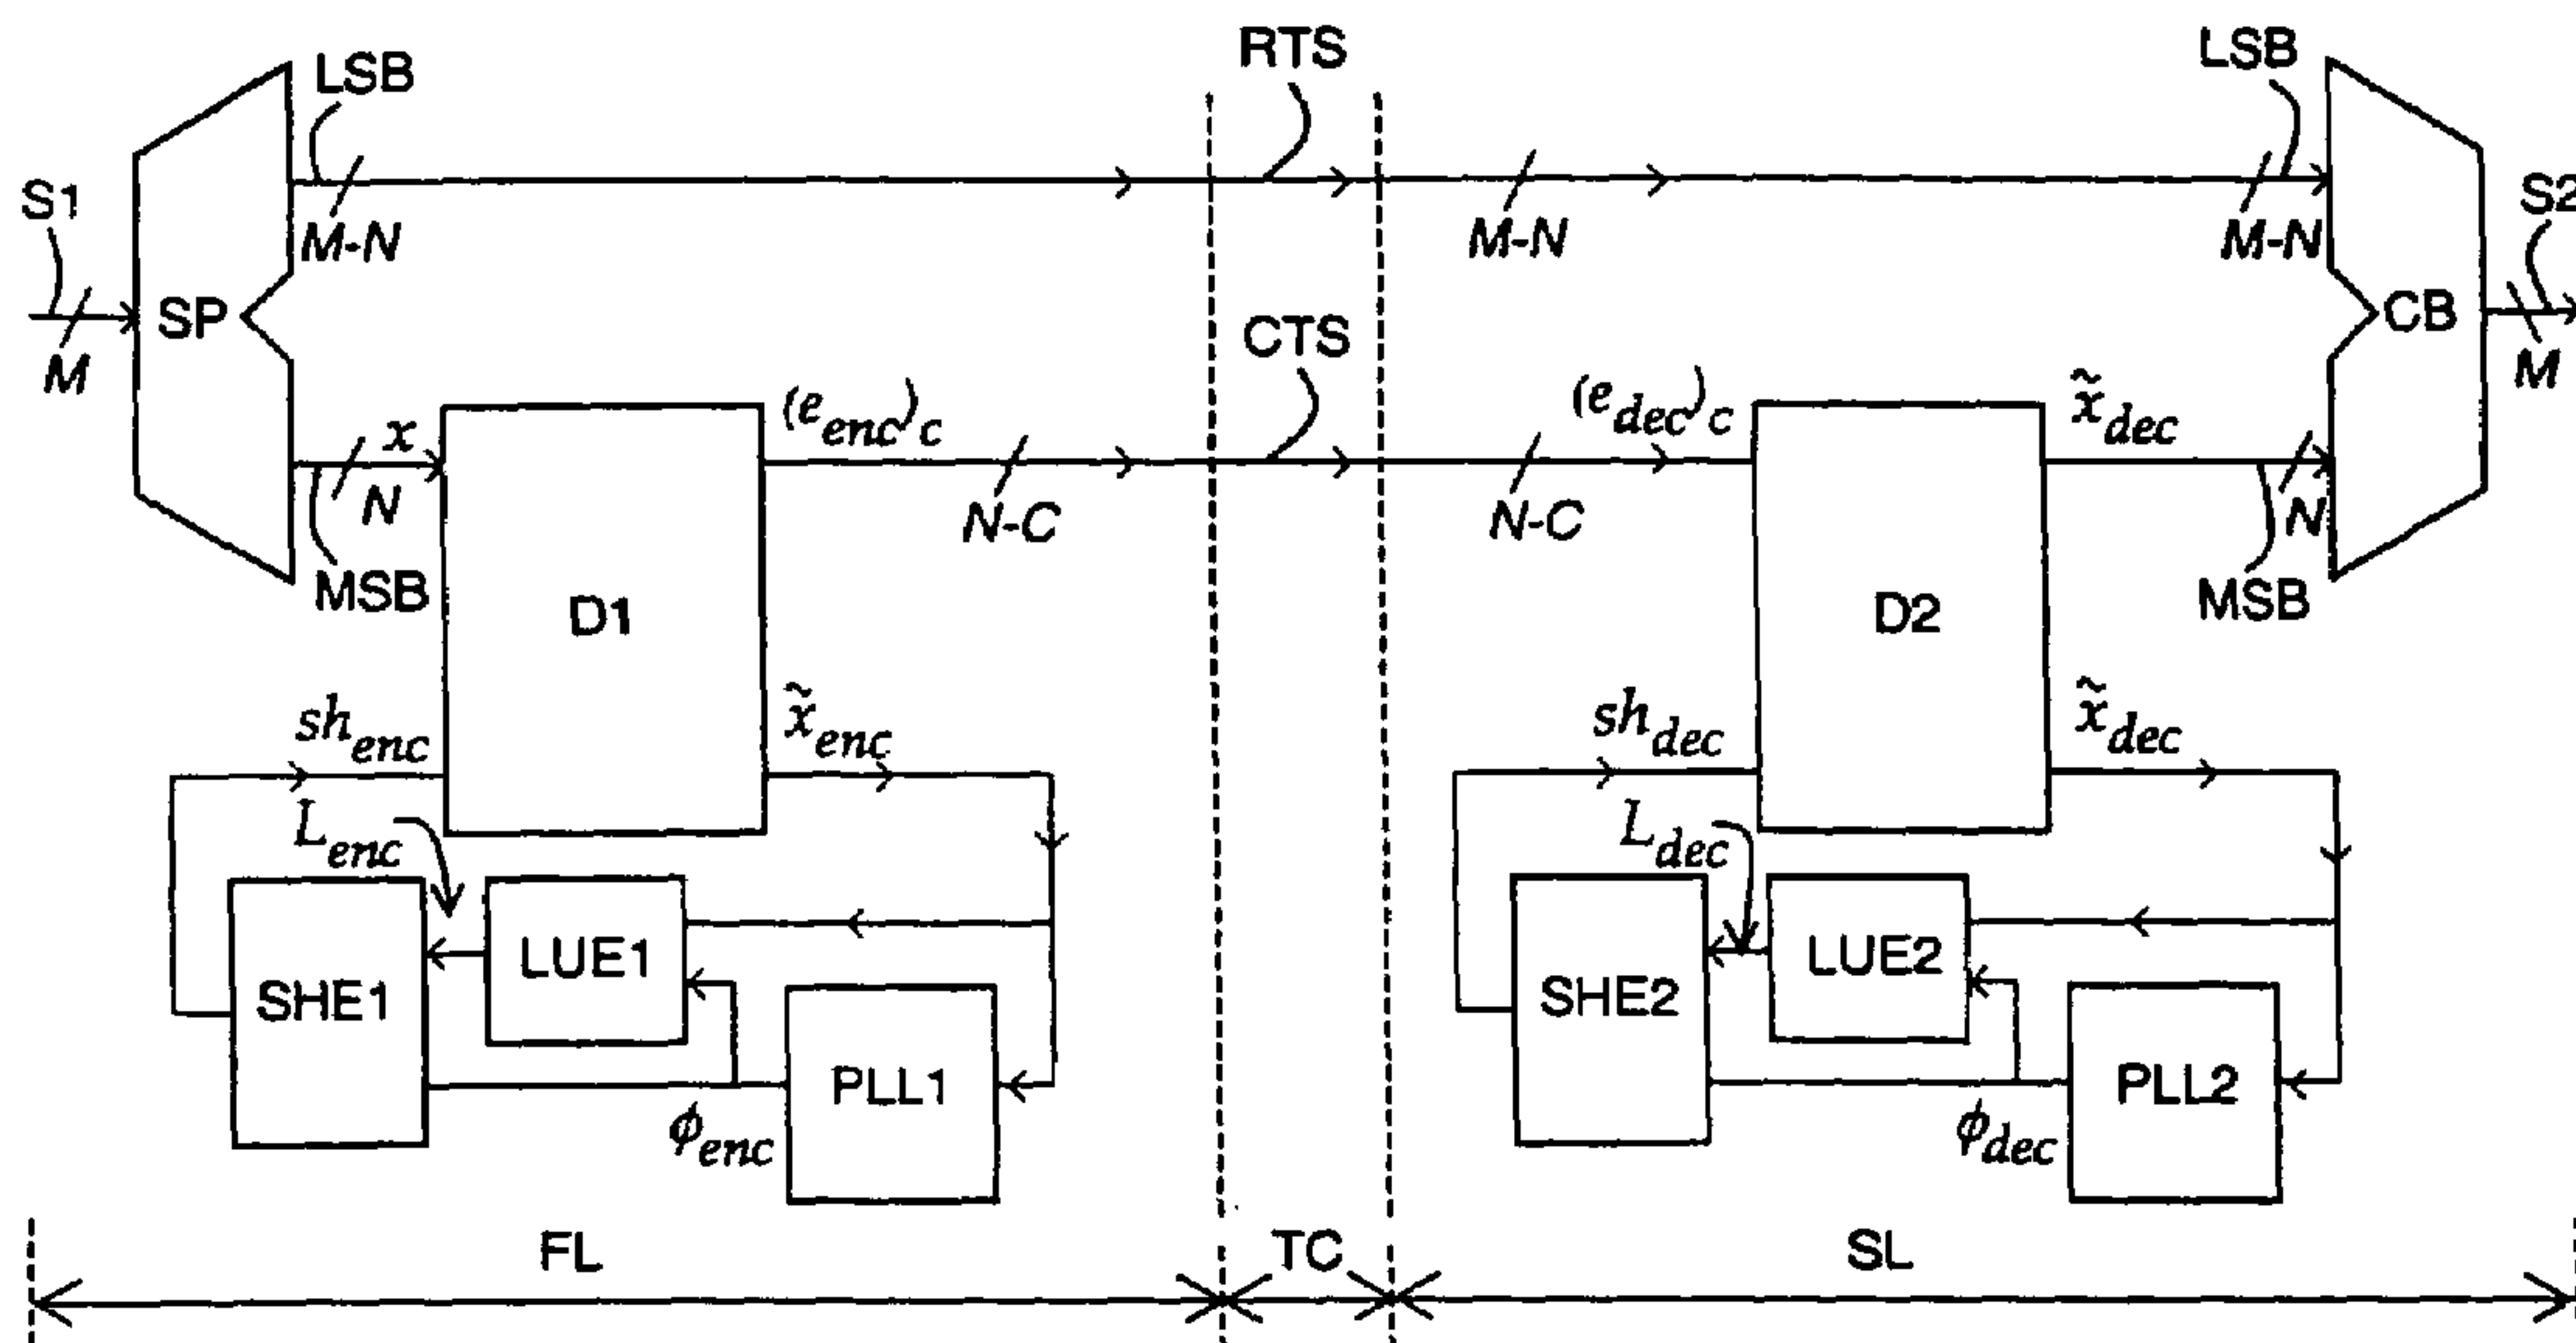 RTS
LSB
LSB
S1
M-N
M-N
M-N
S2
SP
CB
M
CTS
M
x
(e_enc)_c
(e_dec)_c
x̃_dec
N
N-C
N-C
N
MSB
MSB
D1
D2
sh_enc
x̃_enc
sh_dec
x̃_dec
L_enc
L_dec
SHE1
LUE1
SHE2
LUE2
PLL1
PLL2
ϕ_enc
ϕ_dec
FL
TC
SL